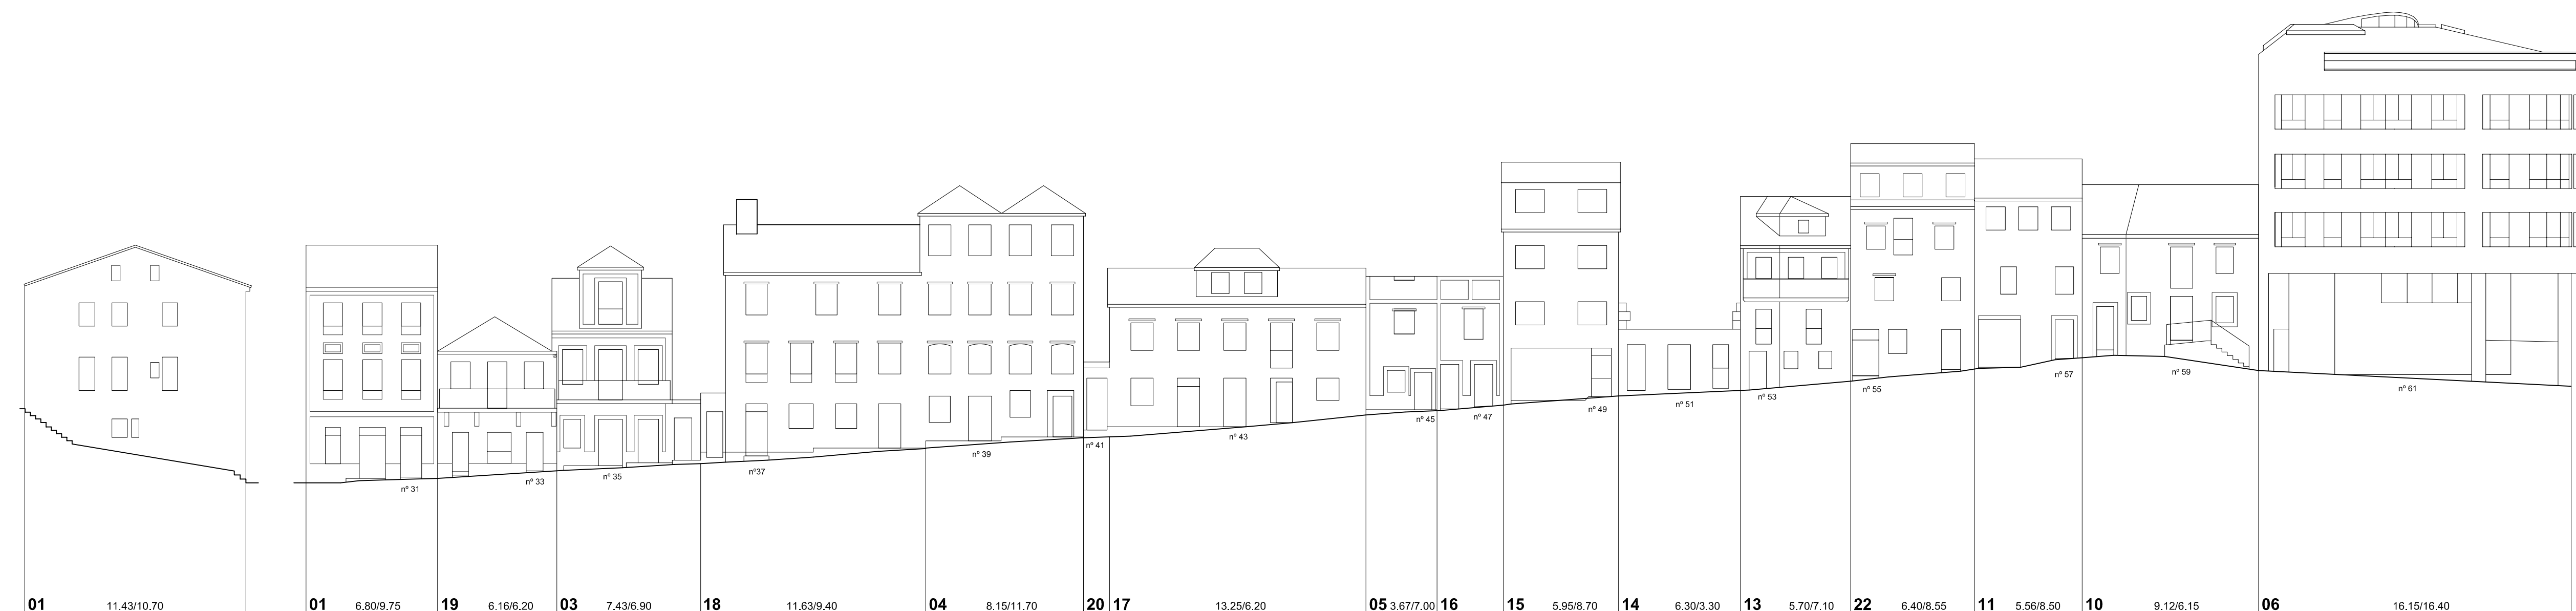 nº 31
nº 33
nº 35
nº37
nº 39
nº 41
nº 43
nº 45
nº 47
nº 49
nº 51
nº 53
nº 55
nº 57
nº 59
nº 61
01 11.43/10.70
01 6.80/9.75
19 6.16/6.20
03 7.43/6.90
18 11.63/9.40
04 8.15/11.70
20
17 13.25/6.20
05 3.67/7.00
16
15 5.95/8.70
14 6.30/3.30
13 5.70/7.10
22 6.40/8.55
11 5.56/8.50
10 9.12/6.15
06 16.15/16.40